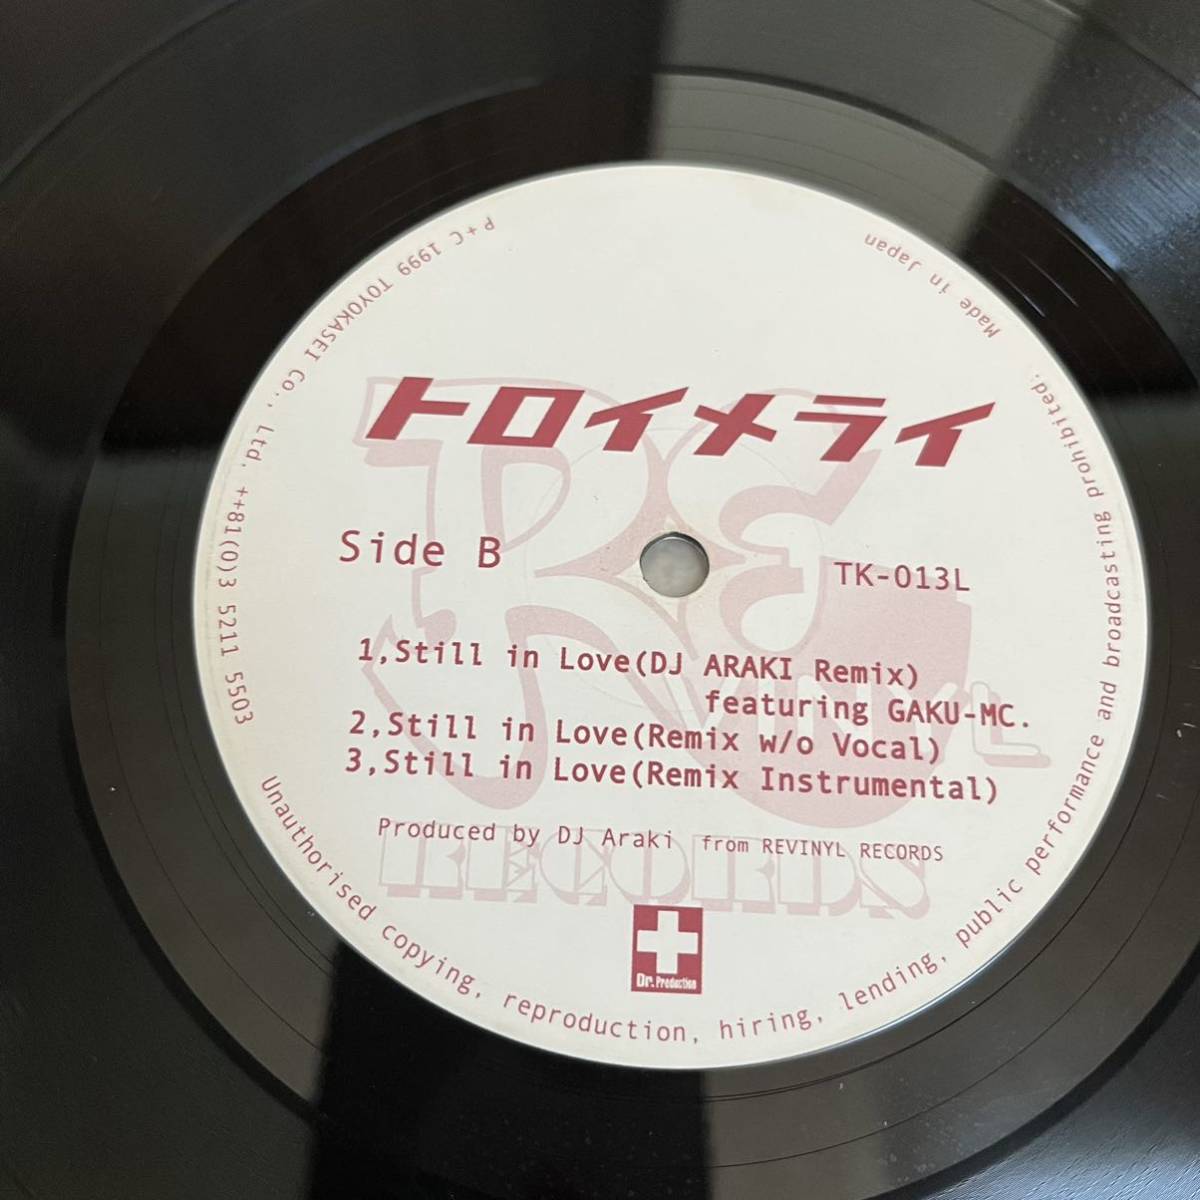 トロイメライ
Side B
TK-013L
1,Still in Love(DJ ARAKI Remix)
featuring GAKU-MC.
2,Still in Love(Remix w/o Vocal)
3,Still in Love(Remix Instrumental)
Produced by DJ Araki from REVINYL RECORDS
RE
VINYL
RECORDS
Dr. Production
P+C 1999 TOYOKASEI Co., Ltd. ++81(0)3 5211 5503
Unauthorised copying, reproduction, hiring, lending, public performance and broadcasting prohibited.
Made in Japan